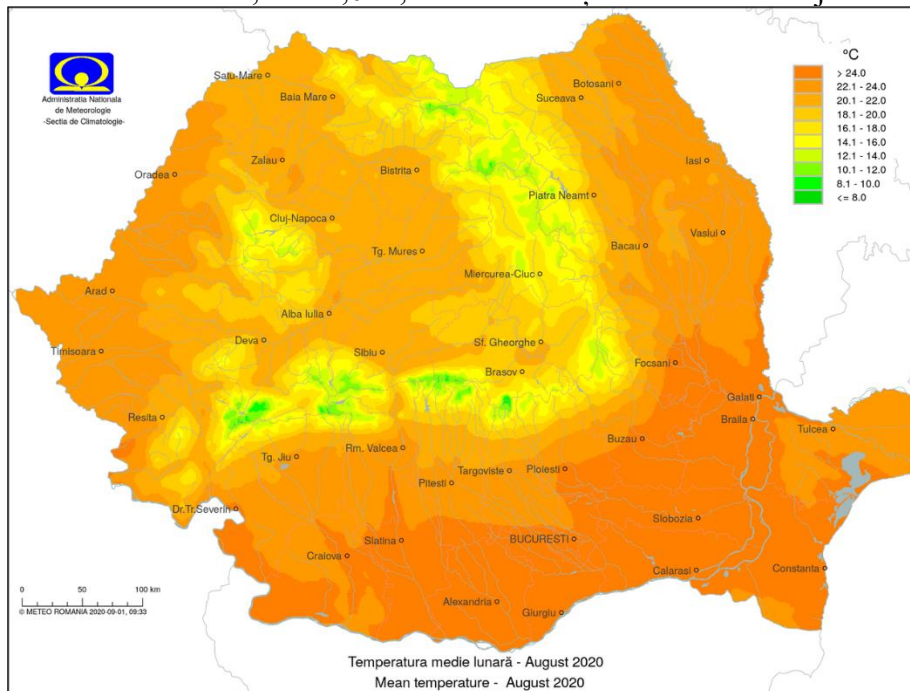 Administratia Nationala
de Meteorologie
-Sectia de Climatologie-
°C
> 24.0
22.1 - 24.0
20.1 - 22.0
18.1 - 20.0
16.1 - 18.0
14.1 - 16.0
12.1 - 14.0
10.1 - 12.0
8.1 - 10.0
<= 8.0
Satu-Mare
Baia Mare
Botosani
Suceava
Zalau
Oradea
Bistrita
Iasi
Piatra Neamt
Cluj-Napoca
Tg. Mures
Bacau
Vaslui
Miercurea-Ciuc
Arad
Alba Iulia
Deva
Timisoara
Sibiu
Sf. Gheorghe
Brasov
Focsani
Galati
Braila
Tulcea
Resita
Rm. Valcea
Buzau
Tg. Jiu
Targoviste
Ploiesti
Pitesti
Dr.Tr.Severin
Slobozia
Slatina
BUCURESTI
Craiova
Calarasi
Constanta
Alexandria
Giurgiu
0 50 100 km
© METEO ROMANIA 2020-09-01, 09:33
Temperatura medie lunară - August 2020
Mean temperature - August 2020